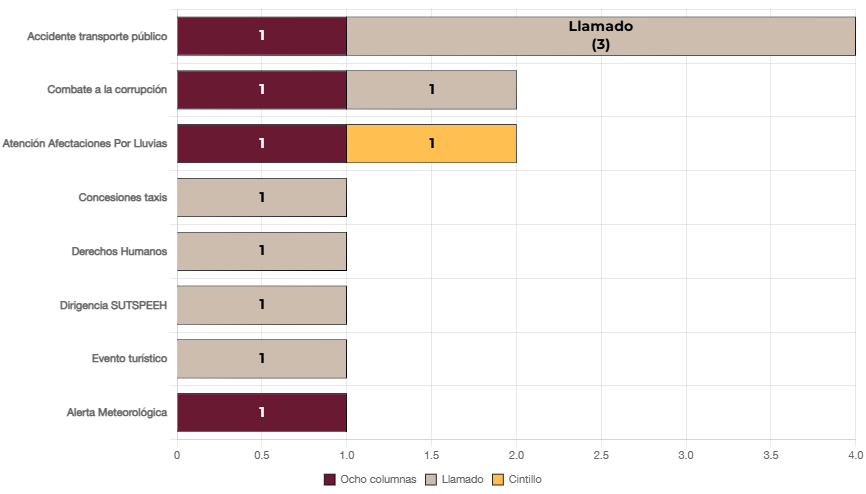 Accidente transporte público
1
Llamado
(3)
Combate a la corrupción
1
1
Atención Afectaciones Por Lluvias
1
1
Concesiones taxis
1
Derechos Humanos
1
Dirigencia SUTSPEEH
1
Evento turístico
1
Alerta Meteorológica
1
0 0.5 1.0 1.5 2.0 2.5 3.0 3.5 4.0
Ocho columnas Llamado Cintillo